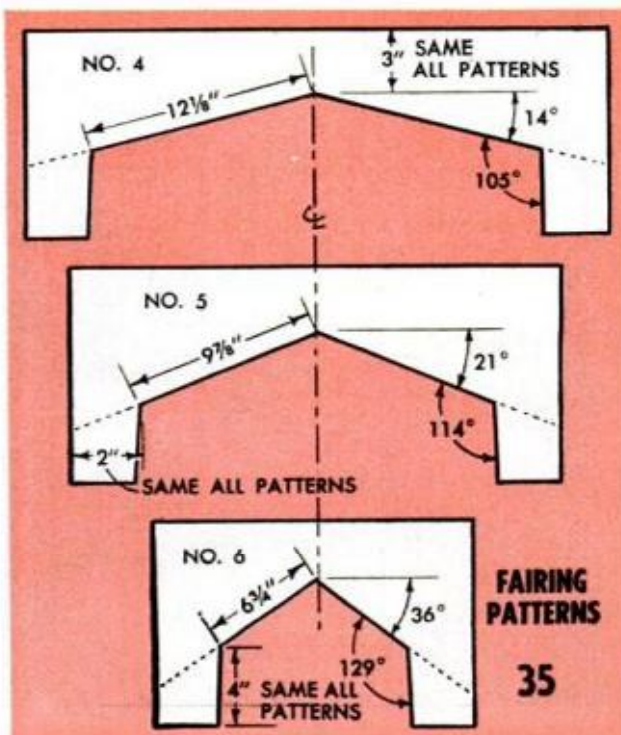 NO. 4
3" SAME
ALL PATTERNS
12⅛"
14°
105°
℄
NO. 5
9⅞"
21°
114°
2"
SAME ALL PATTERNS
NO. 6
6¾"
36°
FAIRING
PATTERNS
129°
35
4" SAME ALL
PATTERNS